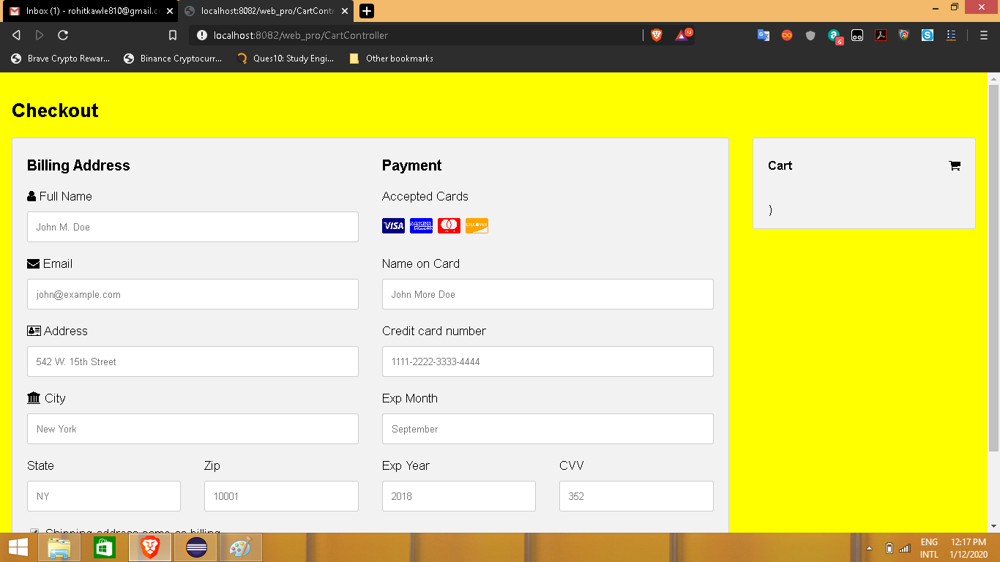 Inbox (1) - rohitkawle810@gmail.c
localhost:8082/web_pro/CartContr
localhost:8082/web_pro/CartController
13
6
Brave Crypto Rewar...
Binance Cryptocurr...
Ques10: Study Engi...
Other bookmarks
Checkout
Billing Address
Full Name
John M. Doe
Email
john@example.com
Address
542 W. 15th Street
City
New York
State
Zip
NY
10001
Shipping address same as billing
Payment
Accepted Cards
VISA
DISCOVER
Name on Card
John More Doe
Credit card number
1111-2222-3333-4444
Exp Month
September
Exp Year
CVV
2018
352
Cart
)
ENG
INTL
12:17 PM
1/12/2020